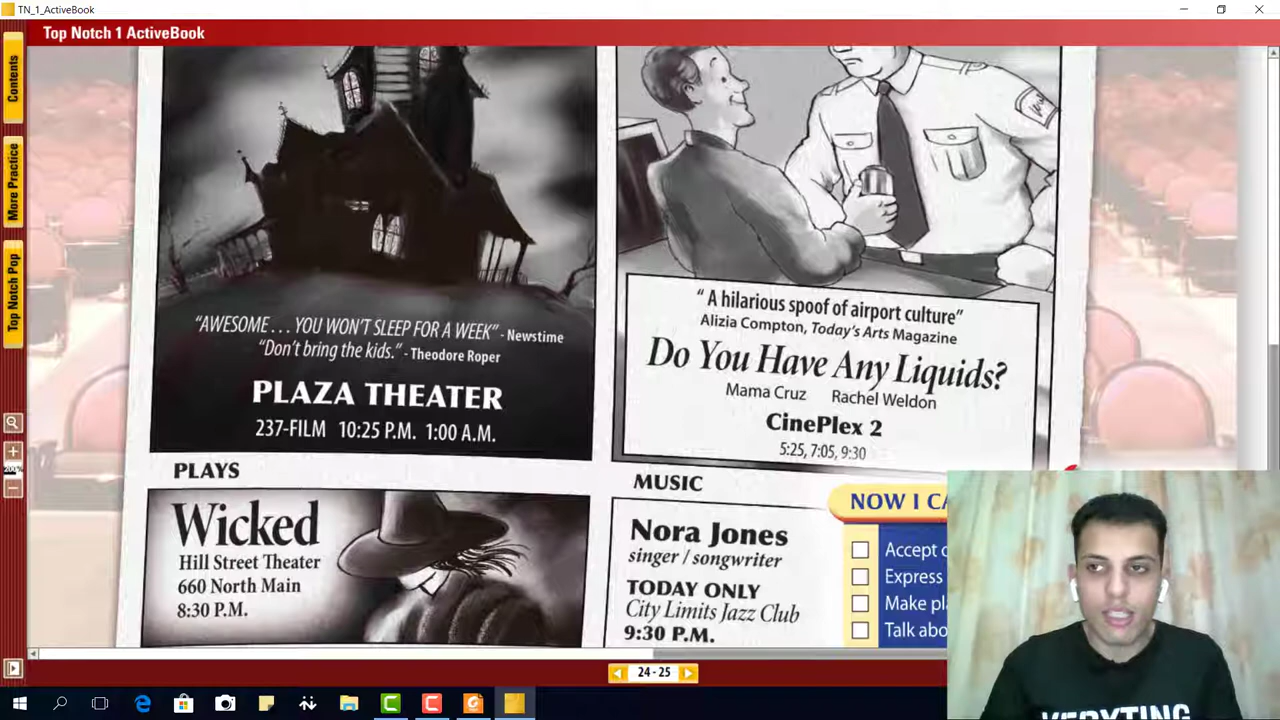 TN_1_ActiveBook
Top Notch 1 ActiveBook
Contents
More Practice
Top Notch Pop
"AWESOME . . . YOU WON'T SLEEP FOR A WEEK" - Newstime
"Don't bring the kids." - Theodore Roper
PLAZA THEATER
237-FILM 10:25 P.M. 1:00 A.M.
" A hilarious spoof of airport culture"
Alizia Compton, Today's Arts Magazine
Do You Have Any Liquids?
Mama Cruz Rachel Weldon
CinePlex 2
5:25, 7:05, 9:30
PLAYS
Wicked
Hill Street Theater
660 North Main
8:30 P.M.
MUSIC
Nora Jones
singer / songwriter
TODAY ONLY
City Limits Jazz Club
9:30 P.M.
NOW I CA
Accept
Express
Make pl
Talk abo
200%
24 - 25